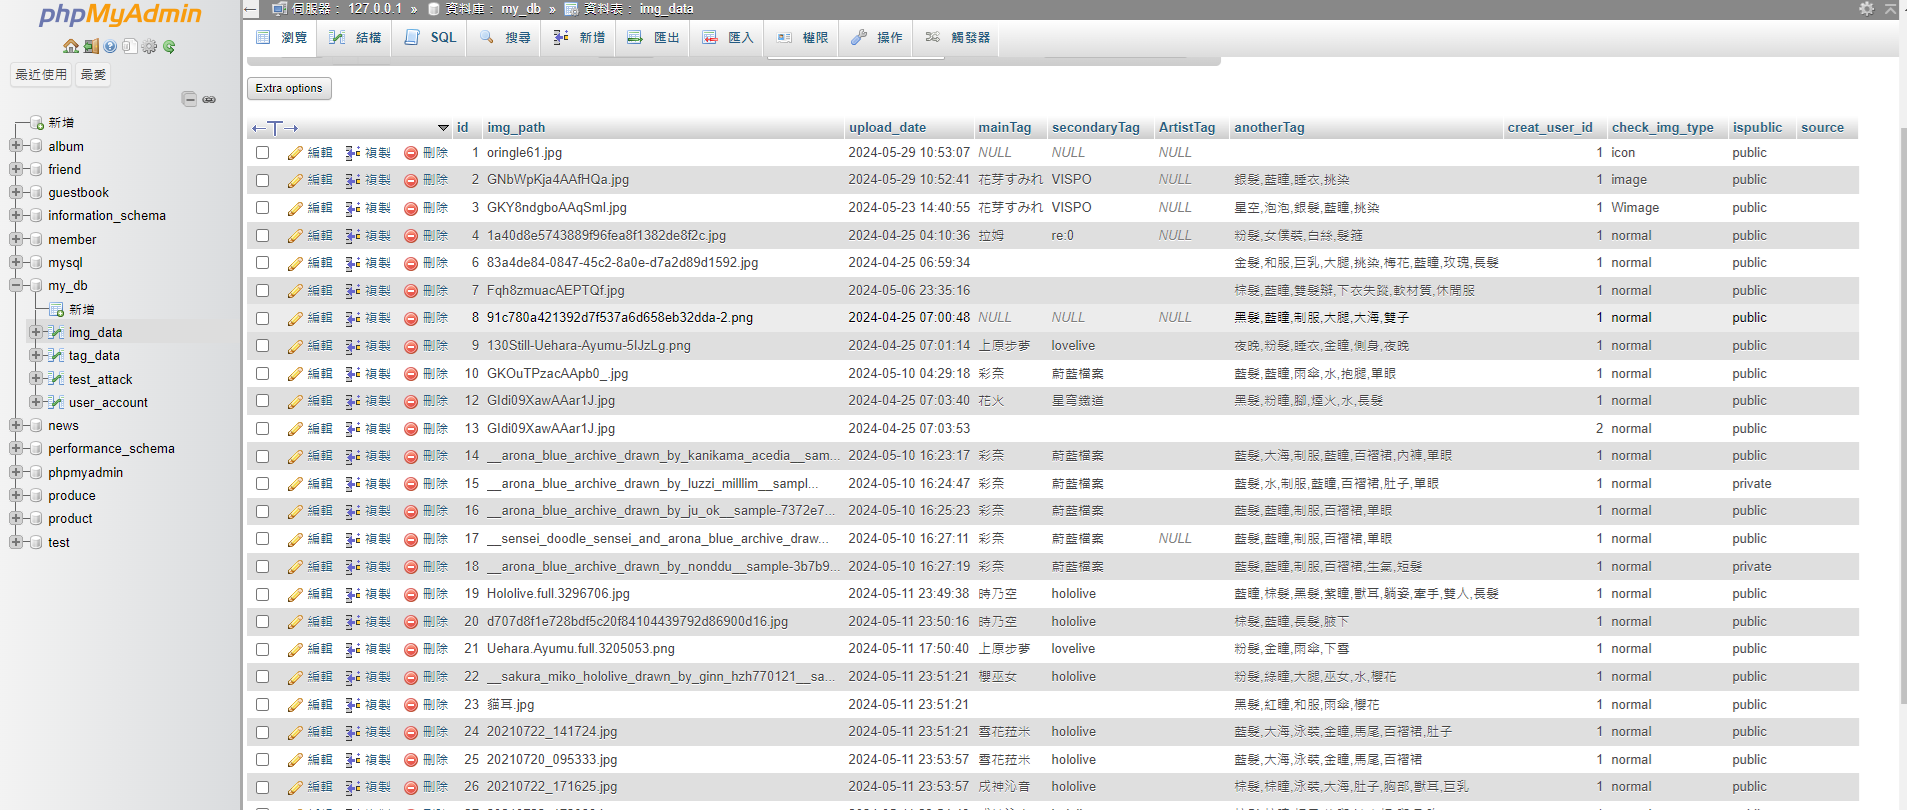 phpMyAdmin
最近使用 最愛
新增
album
friend
guestbook
information_schema
member
mysql
my_db
新增
img_data
tag_data
test_attack
user_account
news
performance_schema
phpmyadmin
produce
product
test
伺服器： 127.0.0.1 » 資料庫： my_db » 資料表： img_data
瀏覽 結構 SQL 搜尋 新增 匯出 匯入 權限 操作 觸發器
Extra options
←T→ id img_path upload_date mainTag secondaryTag ArtistTag anotherTag creat_user_id check_img_type ispublic source
編輯 複製 刪除 1 oringle61.jpg 2024-05-29 10:53:07 NULL NULL NULL 1 icon public
編輯 複製 刪除 2 GNbWpKja4AAfHQa.jpg 2024-05-29 10:52:41 花芽すみれ VISPO NULL 銀髮,藍瞳,睡衣,挑染 1 image public
編輯 複製 刪除 3 GKY8ndgboAAqSmI.jpg 2024-05-23 14:40:55 花芽すみれ VISPO NULL 星空,泡泡,銀髮,藍瞳,挑染 1 Wimage public
編輯 複製 刪除 4 1a40d8e5743889f96fea8f1382de8f2c.jpg 2024-04-25 04:10:36 拉姆 re:0 NULL 粉髮,女僕裝,白絲,髮箍 1 normal public
編輯 複製 刪除 6 83a4de84-0847-45c2-8a0e-d7a2d89d1592.jpg 2024-04-25 06:59:34 金髮,和服,巨乳,大腿,挑染,梅花,藍瞳,玫瑰,長髮 1 normal public
編輯 複製 刪除 7 Fqh8zmuacAEPTQf.jpg 2024-05-06 23:35:16 棕髮,藍瞳,雙髮辮,下衣失蹤,軟材質,休閒服 1 normal public
編輯 複製 刪除 8 91c780a421392d7f537a6d658eb32dda-2.png 2024-04-25 07:00:48 NULL NULL NULL 黑髮,藍瞳,制服,大腿,大海,雙子 1 normal public
編輯 複製 刪除 9 130Still-Uehara-Ayumu-5IJzLg.png 2024-04-25 07:01:14 上原步夢 lovelive 夜晚,粉髮,睡衣,金瞳,側身,夜晚 1 normal public
編輯 複製 刪除 10 GKOuTPzacAApb0_.jpg 2024-05-10 04:29:18 彩奈 蔚藍檔案 藍髮,藍瞳,雨傘,水,抱腿,單眼 1 normal public
編輯 複製 刪除 12 GIdi09XawAAar1J.jpg 2024-04-25 07:03:40 花火 星穹鐵道 黑髮,粉瞳,腳,煙火,水,長髮 1 normal public
編輯 複製 刪除 13 GIdi09XawAAar1J.jpg 2024-04-25 07:03:53 2 normal public
編輯 複製 刪除 14 __arona_blue_archive_drawn_by_kanikama_acedia__sam... 2024-05-10 16:23:17 彩奈 蔚藍檔案 藍髮,大海,制服,藍瞳,百褶裙,內褲,單眼 1 normal public
編輯 複製 刪除 15 __arona_blue_archive_drawn_by_luzzi_milllim__sampl... 2024-05-10 16:24:47 彩奈 蔚藍檔案 藍髮,水,制服,藍瞳,百褶裙,肚子,單眼 1 normal private
編輯 複製 刪除 16 __arona_blue_archive_drawn_by_ju_ok__sample-7372e7... 2024-05-10 16:25:23 彩奈 蔚藍檔案 藍髮,藍瞳,制服,百褶裙,單眼 1 normal public
編輯 複製 刪除 17 __sensei_doodle_sensei_and_arona_blue_archive_draw... 2024-05-10 16:27:11 彩奈 蔚藍檔案 NULL 藍髮,藍瞳,制服,百褶裙,單眼 1 normal public
編輯 複製 刪除 18 __arona_blue_archive_drawn_by_nonddu__sample-3b7b9... 2024-05-10 16:27:19 彩奈 蔚藍檔案 藍髮,藍瞳,制服,百褶裙,生氣,短髮 1 normal private
編輯 複製 刪除 19 Hololive.full.3296706.jpg 2024-05-11 23:49:38 時乃空 hololive 藍瞳,棕髮,黑髮,紫瞳,獸耳,躺姿,牽手,雙人,長髮 1 normal public
編輯 複製 刪除 20 d707d8f1e728bdf5c20f84104439792d86900d16.jpg 2024-05-11 23:50:16 時乃空 hololive 棕髮,藍瞳,長髮,腋下 1 normal public
編輯 複製 刪除 21 Uehara.Ayumu.full.3205053.png 2024-05-11 17:50:40 上原步夢 lovelive 粉髮,金瞳,雨傘,下雪 1 normal public
編輯 複製 刪除 22 __sakura_miko_hololive_drawn_by_ginn_hzh770121__sa... 2024-05-11 23:51:21 櫻巫女 hololive 粉髮,綠瞳,大腿,巫女,水,櫻花 1 normal public
編輯 複製 刪除 23 貓耳.jpg 2024-05-11 23:51:21 黑髮,紅瞳,和服,雨傘,櫻花 1 normal public
編輯 複製 刪除 24 20210722_141724.jpg 2024-05-11 23:51:21 雪花菈米 hololive 藍髮,大海,泳裝,金瞳,馬尾,百褶裙,肚子 1 normal public
編輯 複製 刪除 25 20210720_095333.jpg 2024-05-11 23:53:57 雪花菈米 hololive 藍髮,大海,泳裝,金瞳,馬尾,百褶裙 1 normal public
編輯 複製 刪除 26 20210722_171625.jpg 2024-05-11 23:53:57 戌神沁音 hololive 棕髮,棕瞳,泳裝,大海,肚子,胸部,獸耳,巨乳 1 normal public